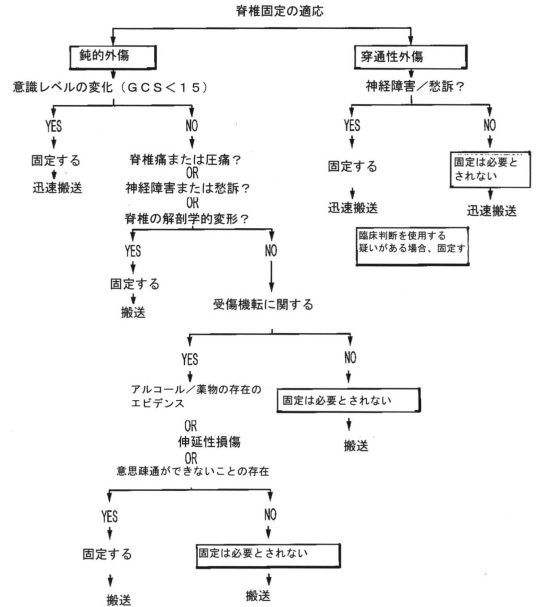 脊椎固定の適応
鈍的外傷
穿通性外傷
意識レベルの変化（GCS＜15）
神経障害／愁訴？
YES
NO
YES
NO
固定する
迅速搬送
脊椎痛または圧痛？
OR
神経障害または愁訴？
OR
脊椎の解剖学的変形？
固定する
迅速搬送
固定は必要と
されない
迅速搬送
臨床判断を使用する
疑いがある場合、固定す
YES
NO
固定する
搬送
受傷機転に関する
YES
NO
アルコール／薬物の存在の
エビデンス
OR
伸延性損傷
OR
意思疎通ができないことの存在
固定は必要とされない
搬送
YES
NO
固定する
固定は必要とされない
搬送
搬送